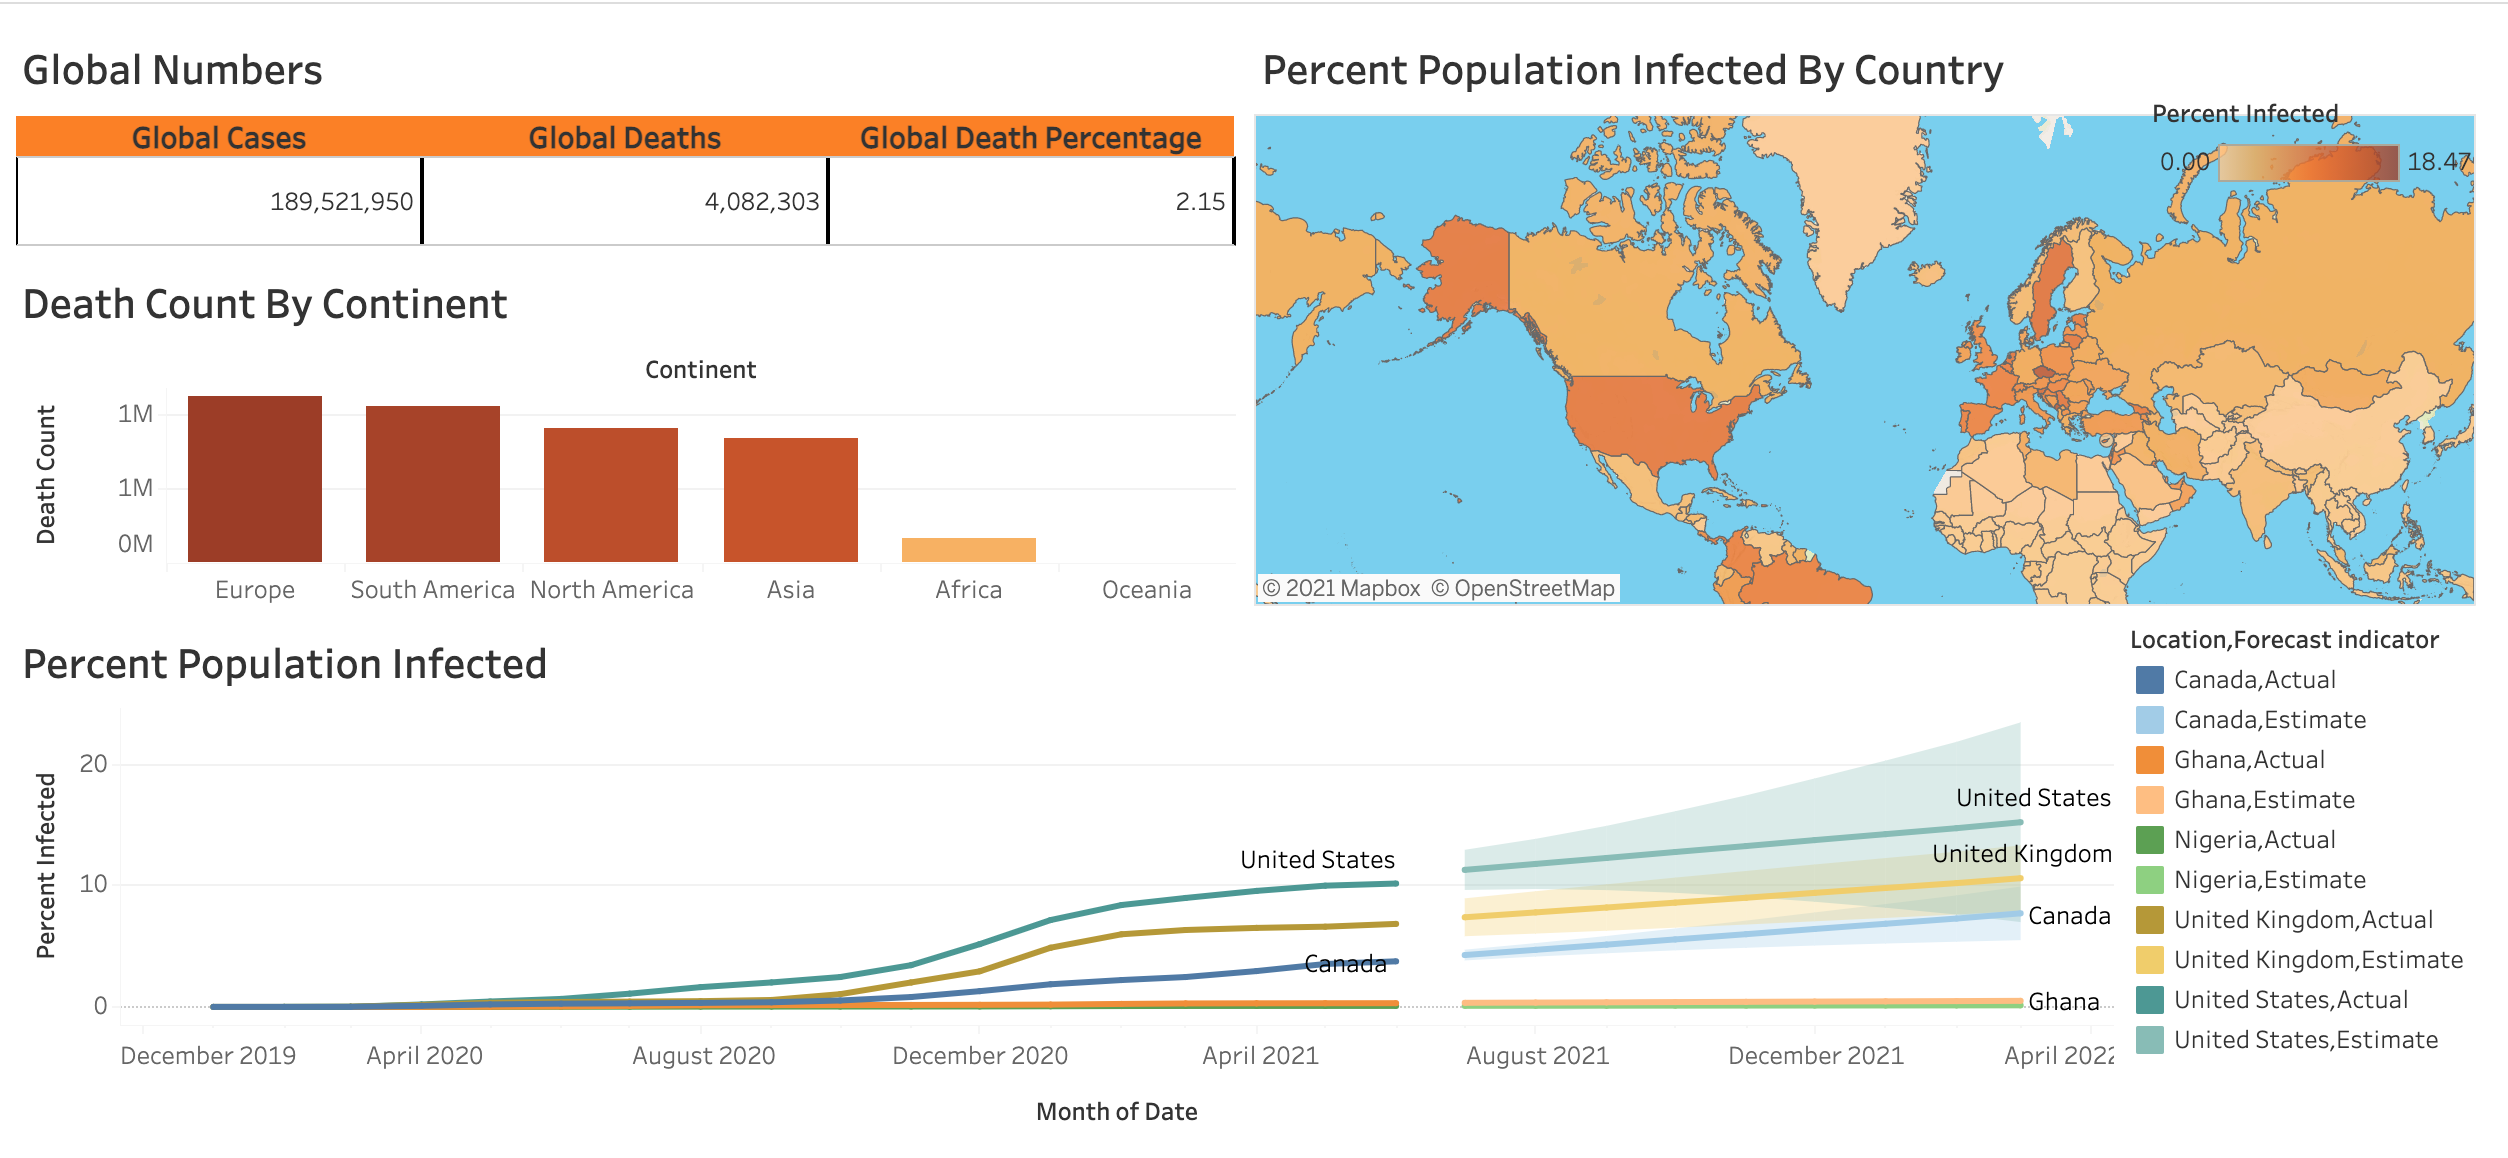 Global Numbers
Global Cases Global Deaths Global Death Percentage
189,521,950 4,082,303 2.15
Death Count By Continent
Continent
Death Count
1M
1M
0M
Europe South America North America Asia Africa Oceania
Percent Population Infected By Country
Percent Infected
0.00 18.47
© 2021 Mapbox © OpenStreetMap
Percent Population Infected
Percent Infected
20
10
0
United States
Canada
United States
United Kingdom
Canada
Ghana
December 2019 April 2020 August 2020 December 2020 April 2021 August 2021 December 2021 April 2022
Month of Date
Location,Forecast indicator
Canada,Actual
Canada,Estimate
Ghana,Actual
Ghana,Estimate
Nigeria,Actual
Nigeria,Estimate
United Kingdom,Actual
United Kingdom,Estimate
United States,Actual
United States,Estimate